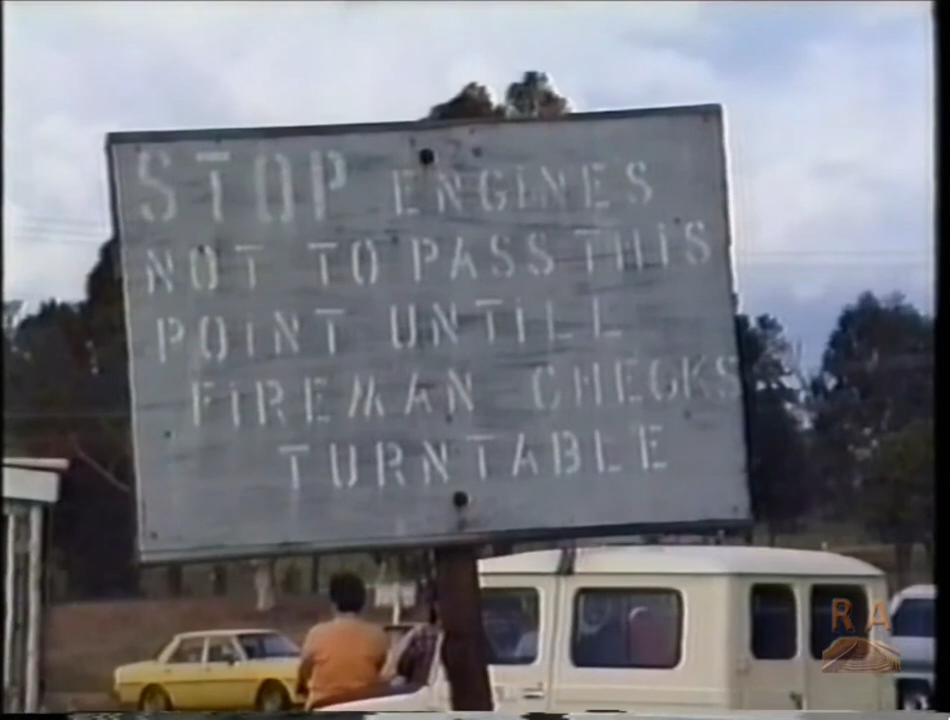 STOP ENGINES
NOT TO PASS THIS
POINT UNTILL
FIREMAN CHECKS
TURNTABLE
RA